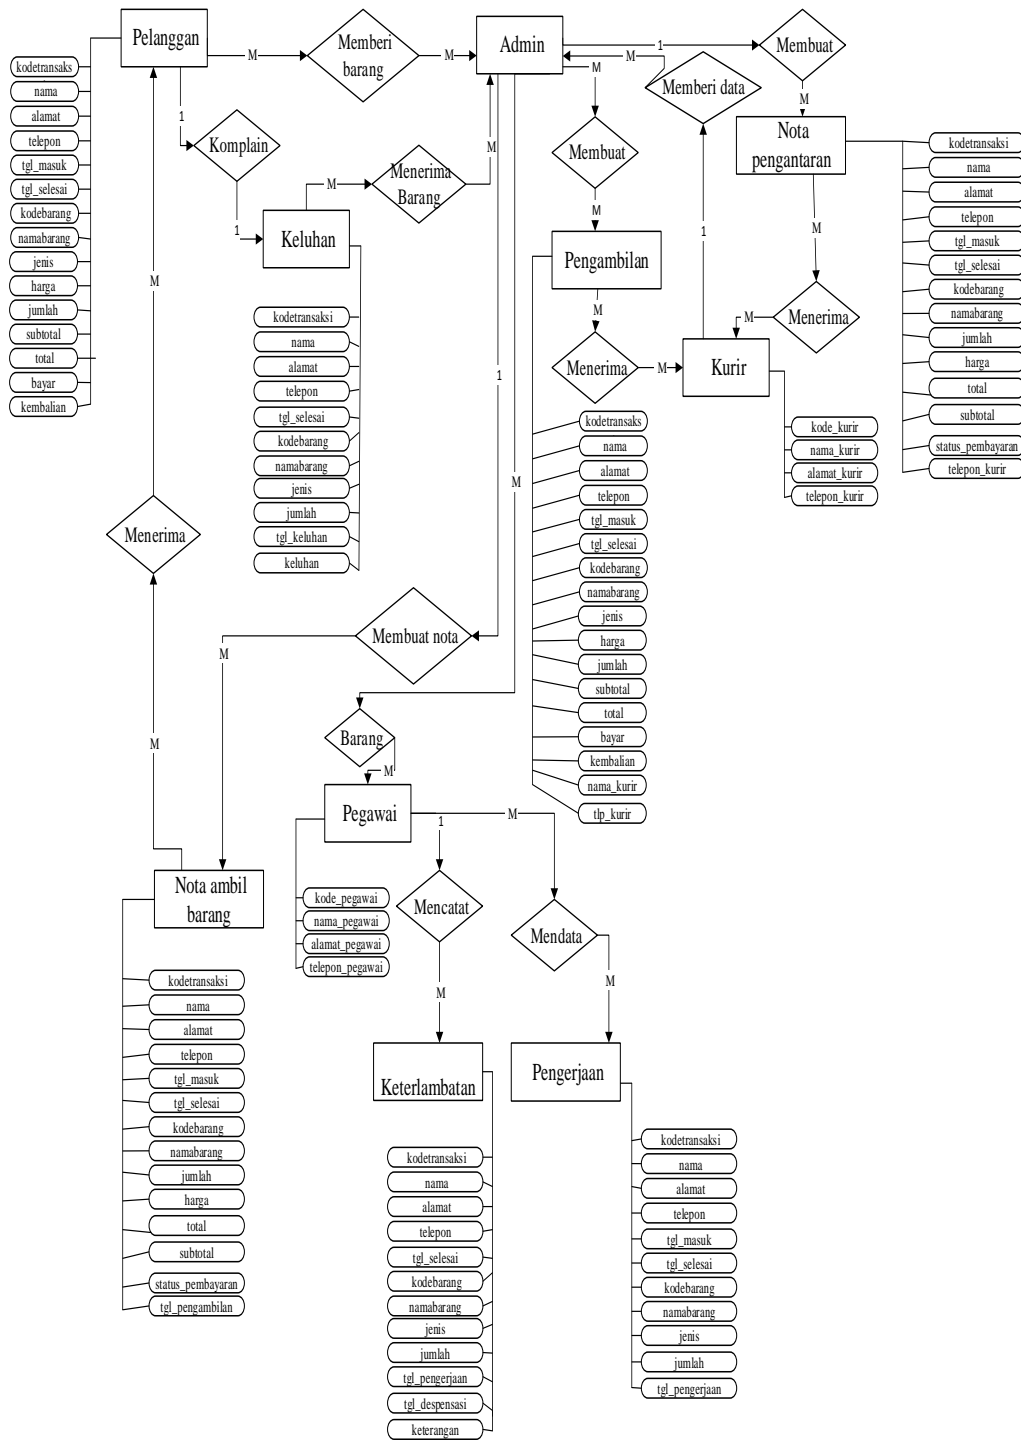 Pelanggan
M
Memberi
barang
M
Admin
1
Membuat
M
kodetransaks
nama
alamat
telepon
tgl_masuk
tgl_selesai
kodebarang
namabarang
jenis
harga
jumlah
subtotal
total
bayar
kembalian
1
Komplain
1
Keluhan
M
Menerima
Barang
M
kodetransaksi
nama
alamat
telepon
tgl_selesai
kodebarang
namabarang
jenis
jumlah
tgl_keluhan
keluhan
M
Membuat
M
Pengambilan
M
Menerima
M
kodetransaks
nama
alamat
telepon
tgl_masuk
tgl_selesai
kodebarang
namabarang
jenis
harga
jumlah
subtotal
total
bayar
kembalian
nama_kurir
tlp_kurir
M
Memberi data
1
Kurir
kode_kurir
nama_kurir
alamat_kurir
telepon_kurir
M
Nota
pengantaran
M
Menerima
M
kodetransaksi
nama
alamat
telepon
tgl_masuk
tgl_selesai
kodebarang
namabarang
jumlah
harga
total
subtotal
status_pembayaran
telepon_kurir
M
Menerima
M
1
Membuat nota
M
M
Barang
M
Pegawai
kode_pegawai
nama_pegawai
alamat_pegawai
telepon_pegawai
1
Mencatat
M
M
Mendata
M
Nota ambil
barang
kodetransaksi
nama
alamat
telepon
tgl_masuk
tgl_selesai
kodebarang
namabarang
jumlah
harga
total
subtotal
status_pembayaran
tgl_pengambilan
Keterlambatan
kodetransaksi
nama
alamat
telepon
tgl_selesai
kodebarang
namabarang
jenis
jumlah
tgl_pengerjaan
tgl_despensasi
keterangan
Pengerjaan
kodetransaksi
nama
alamat
telepon
tgl_masuk
tgl_selesai
kodebarang
namabarang
jenis
jumlah
tgl_pengerjaan